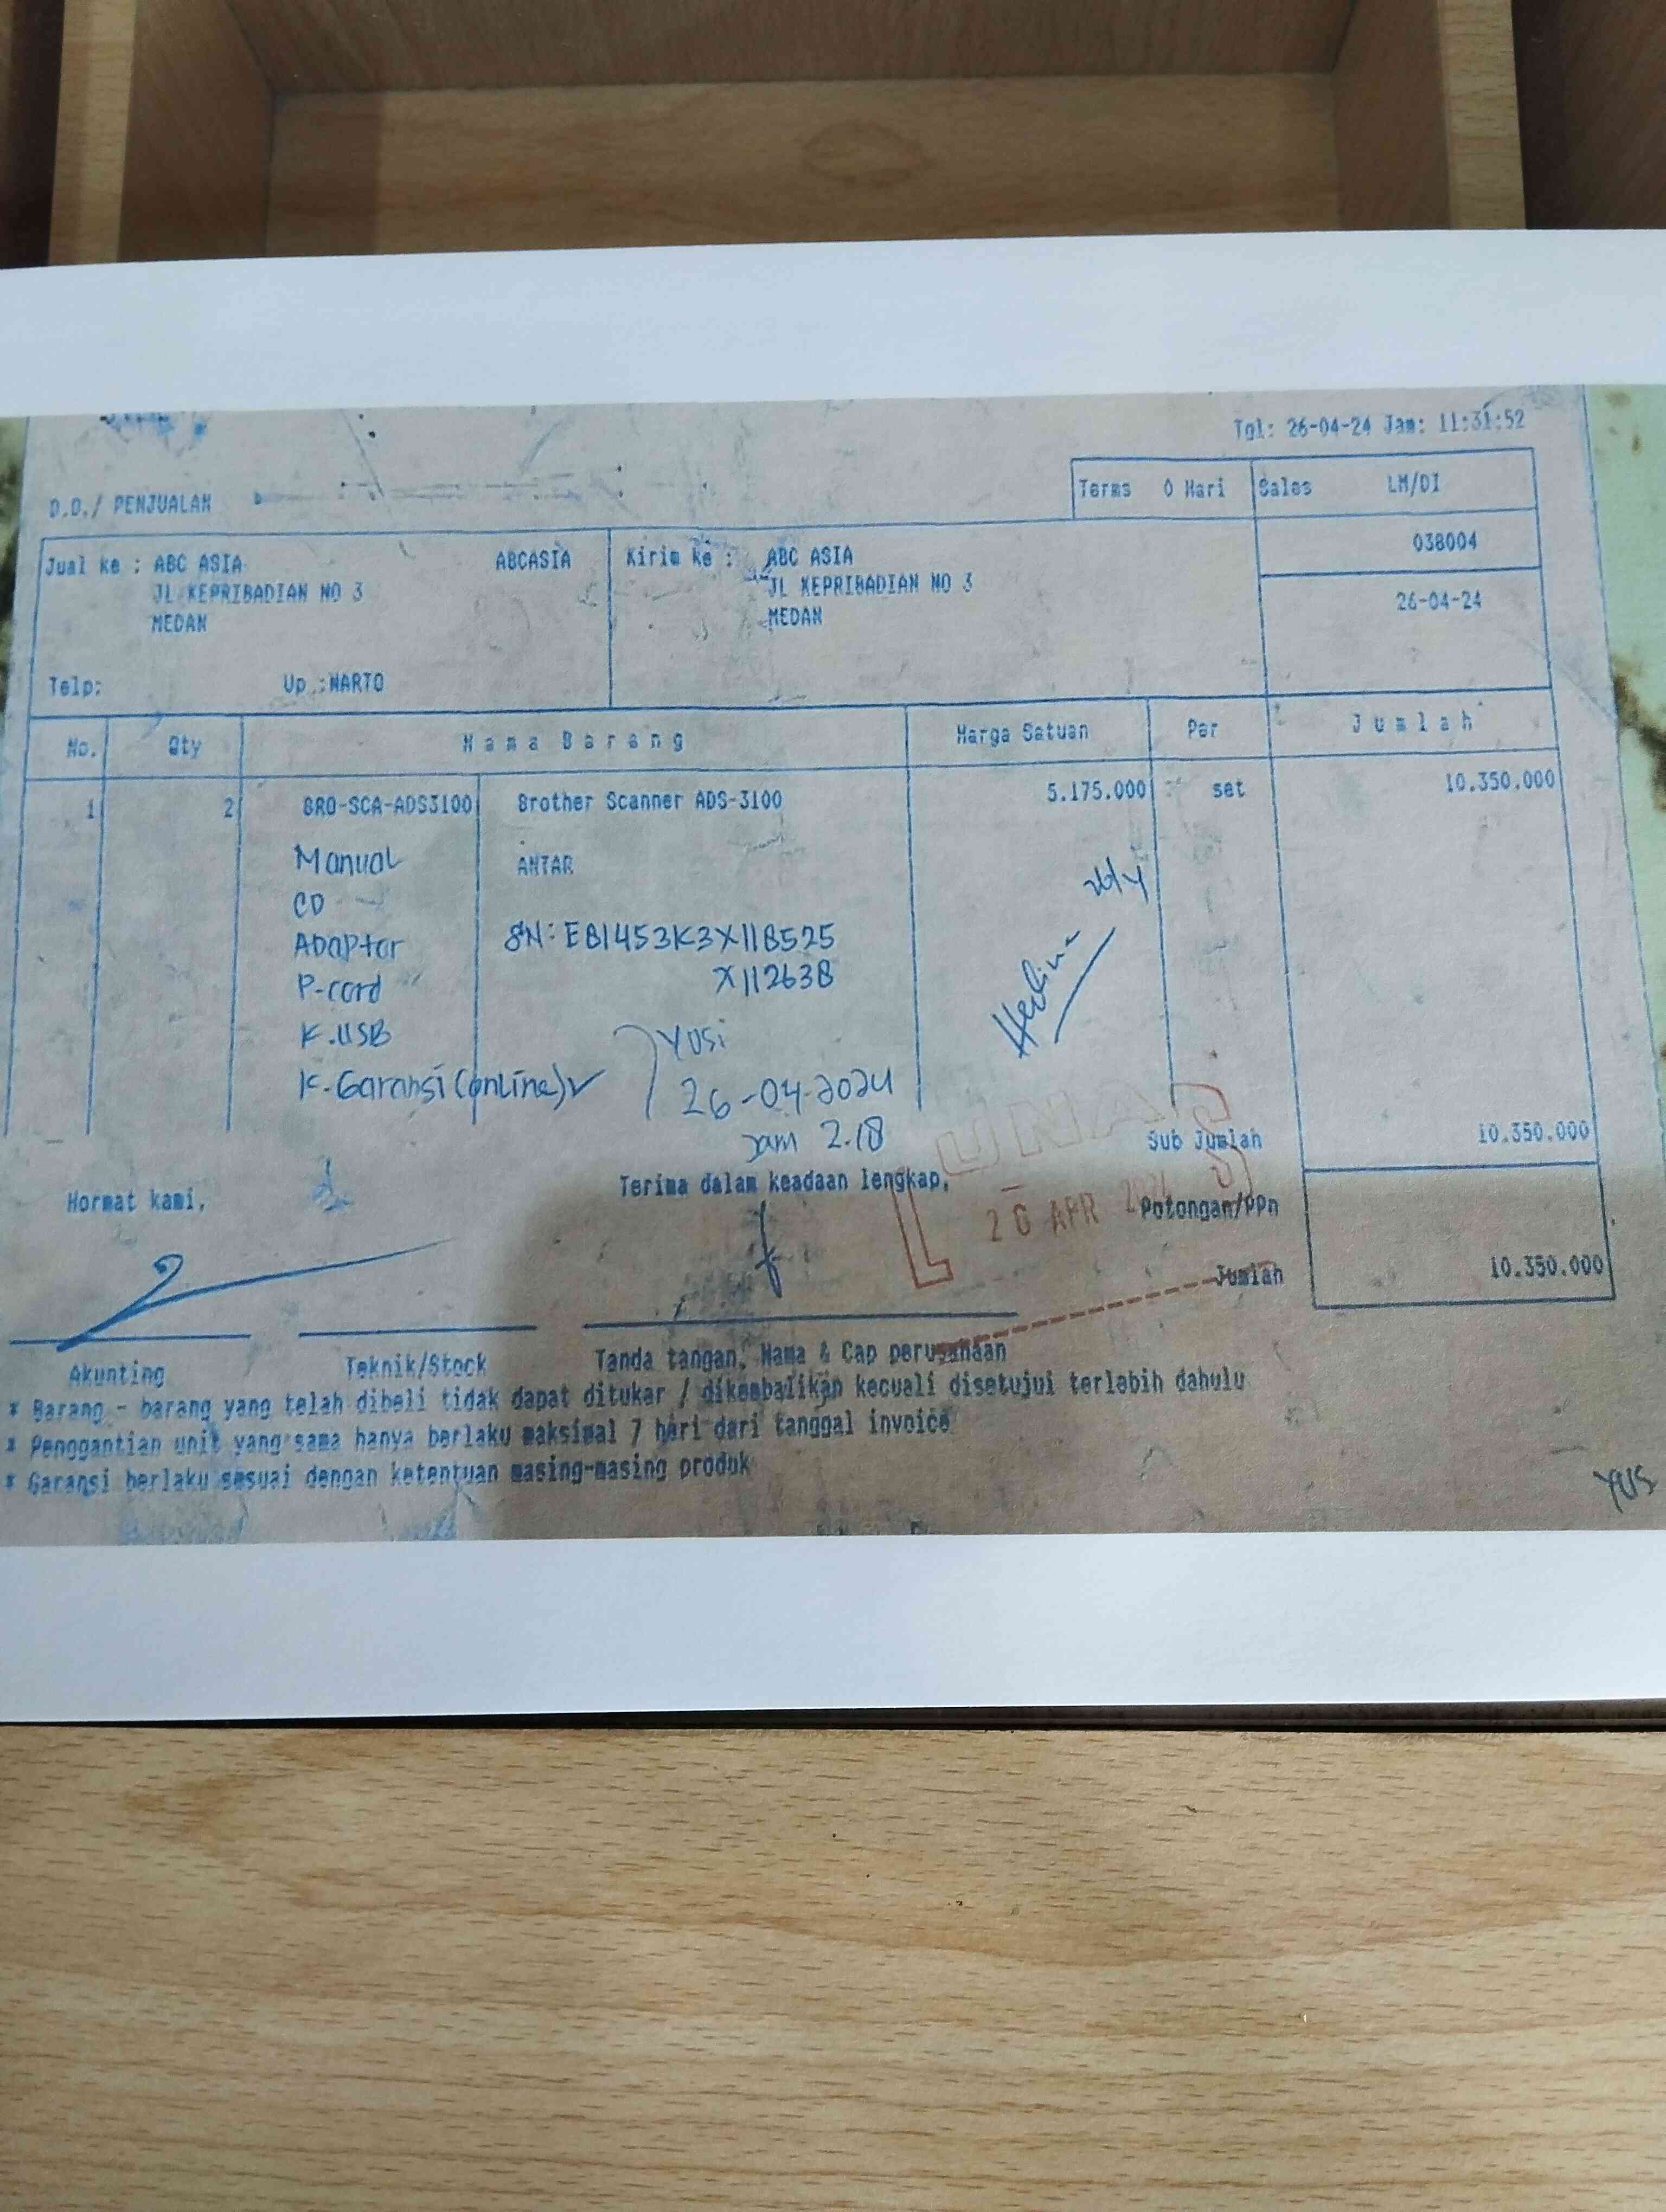 Tgl: 26-04-24 Jam: 11:31:52
D.O./ PENJUALAN
Terms 0 Hari Sales LM/DI
038004
26-04-24
Jual ke : ABC ASIA ABCASIA
JL KEPRIBADIAN NO 3
MEDAN
Telp: Up.:NARTO
Kirim ke : ABC ASIA
JL KEPRIBADIAN NO 3
MEDAN
No. Qty Nama Barang Harga Satuan Per Jumlah
1 2 BRO-SCA-ADS3100 Brother Scanner ADS-3100 5.175.000 set 10.350.000
Manual ANTAR
CD
Adaptor SN: E81453K3X118525
P-cord X112638
K.USB
K-Garansi (online)
Yusi
26-04-2024
Jam 2.18
26/4
LUNAS
26 APR 2024
Sub Jumlah 10.350.000
Potongan/PPn
Jumlah 10.350.000
Hormat kami,
Terima dalam keadaan lengkap,
Akunting Teknik/Stock Tanda tangan, Nama & Cap perusahaan
* Barang - barang yang telah dibeli tidak dapat ditukar / dikembalikan kecuali disetujui terlebih dahulu
* Penggantian unit yang sama hanya berlaku maksimal 7 hari dari tanggal invoice
* Garansi berlaku sesuai dengan ketentuan masing-masing produk
YUS